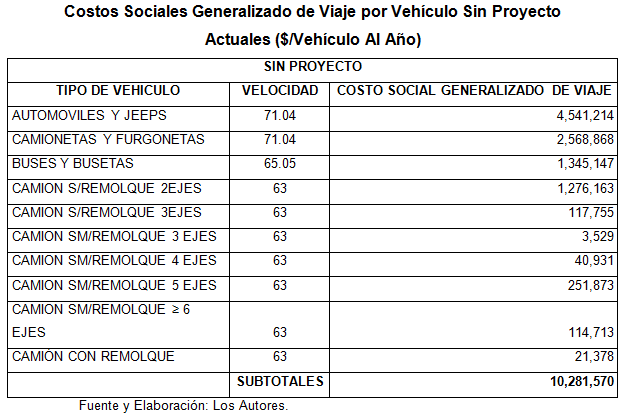 Costos Sociales Generalizado de Viaje por Vehículo Sin Proyecto
Actuales ($/Vehículo Al Año)
SIN PROYECTO
TIPO DE VEHICULO VELOCIDAD COSTO SOCIAL GENERALIZADO DE VIAJE
AUTOMOVILES Y JEEPS 71.04 4,541,214
CAMIONETAS Y FURGONETAS 71.04 2,568,868
BUSES Y BUSETAS 65.05 1,345,147
CAMION S/REMOLQUE 2EJES 63 1,276,163
CAMION S/REMOLQUE 3EJES 63 117,755
CAMION SM/REMOLQUE 3 EJES 63 3,529
CAMION SM/REMOLQUE 4 EJES 63 40,931
CAMION SM/REMOLQUE 5 EJES 63 251,873
CAMION SM/REMOLQUE ≥ 6
EJES 63 114,713
CAMIÓN CON REMOLQUE 63 21,378
SUBTOTALES 10,281,570
Fuente y Elaboración: Los Autores.